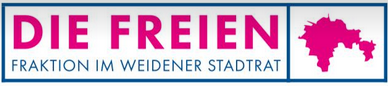 DIE FREIEN
FRAKTION IM WEIDENER STADTRAT